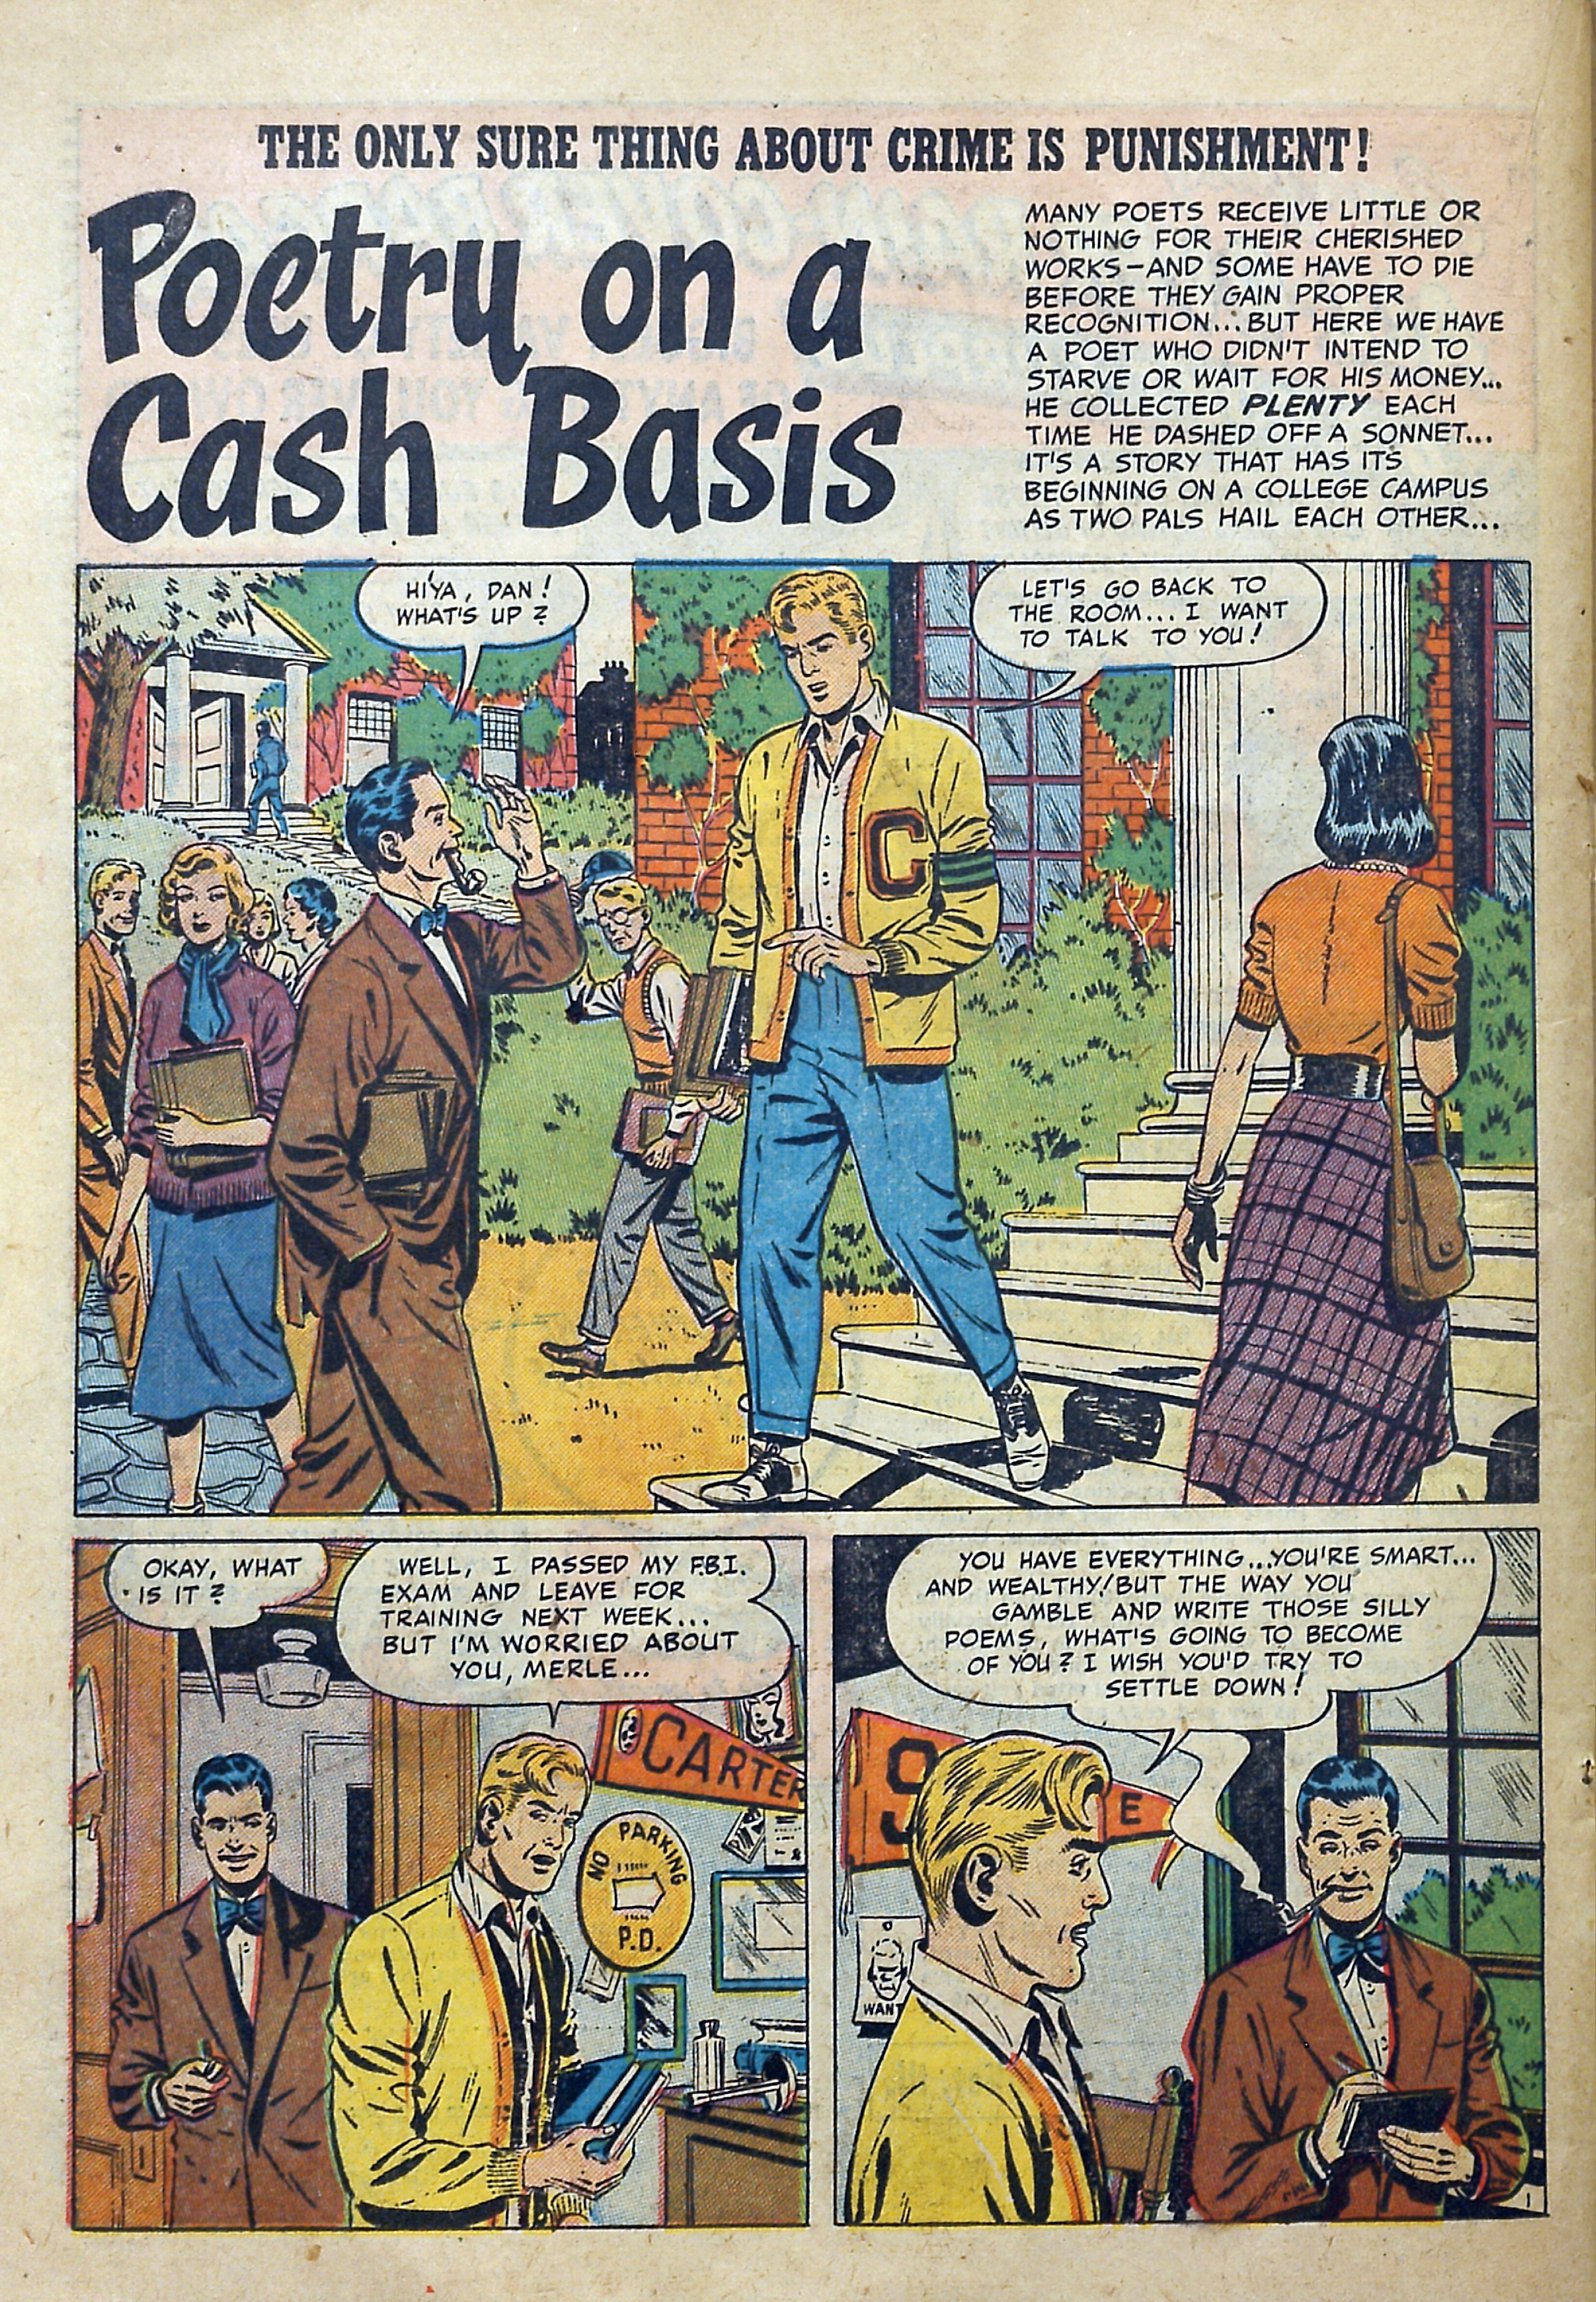 THE ONLY SURE THING ABOUT CRIME IS PUNISHMENT!
Poetry on a
Cash Basis
MANY POETS RECEIVE LITTLE OR
NOTHING FOR THEIR CHERISHED
WORKS—AND SOME HAVE TO DIE
BEFORE THEY GAIN PROPER
RECOGNITION... BUT HERE WE HAVE
A POET WHO DIDN'T INTEND TO
STARVE OR WAIT FOR HIS MONEY...
HE COLLECTED PLENTY EACH
TIME HE DASHED OFF A SONNET...
IT'S A STORY THAT HAS ITS
BEGINNING ON A COLLEGE CAMPUS
AS TWO PALS HAIL EACH OTHER...
HI'YA, DAN!
WHAT'S UP?
LET'S GO BACK TO
THE ROOM... I WANT
TO TALK TO YOU!
C
OKAY, WHAT
IS IT?
WELL, I PASSED MY F.B.I.
EXAM AND LEAVE FOR
TRAINING NEXT WEEK...
BUT I'M WORRIED ABOUT
YOU, MERLE...
CARTER
NO PARKING
P.D.
YOU HAVE EVERYTHING...YOU'RE SMART...
AND WEALTHY! BUT THE WAY YOU
GAMBLE AND WRITE THOSE SILLY
POEMS, WHAT'S GOING TO BECOME
OF YOU? I WISH YOU'D TRY TO
SETTLE DOWN!
E
WANT
1